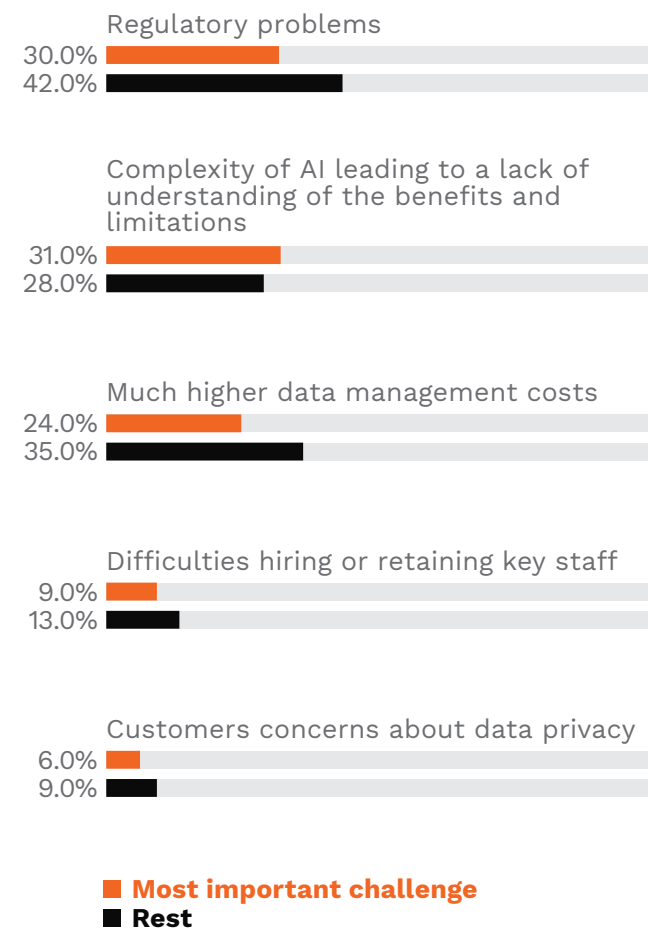 Regulatory problems
30.0%
42.0%
Complexity of AI leading to a lack of
understanding of the benefits and
limitations
31.0%
28.0%
Much higher data management costs
24.0%
35.0%
Difficulties hiring or retaining key staff
9.0%
13.0%
Customers concerns about data privacy
6.0%
9.0%
Most important challenge
Rest